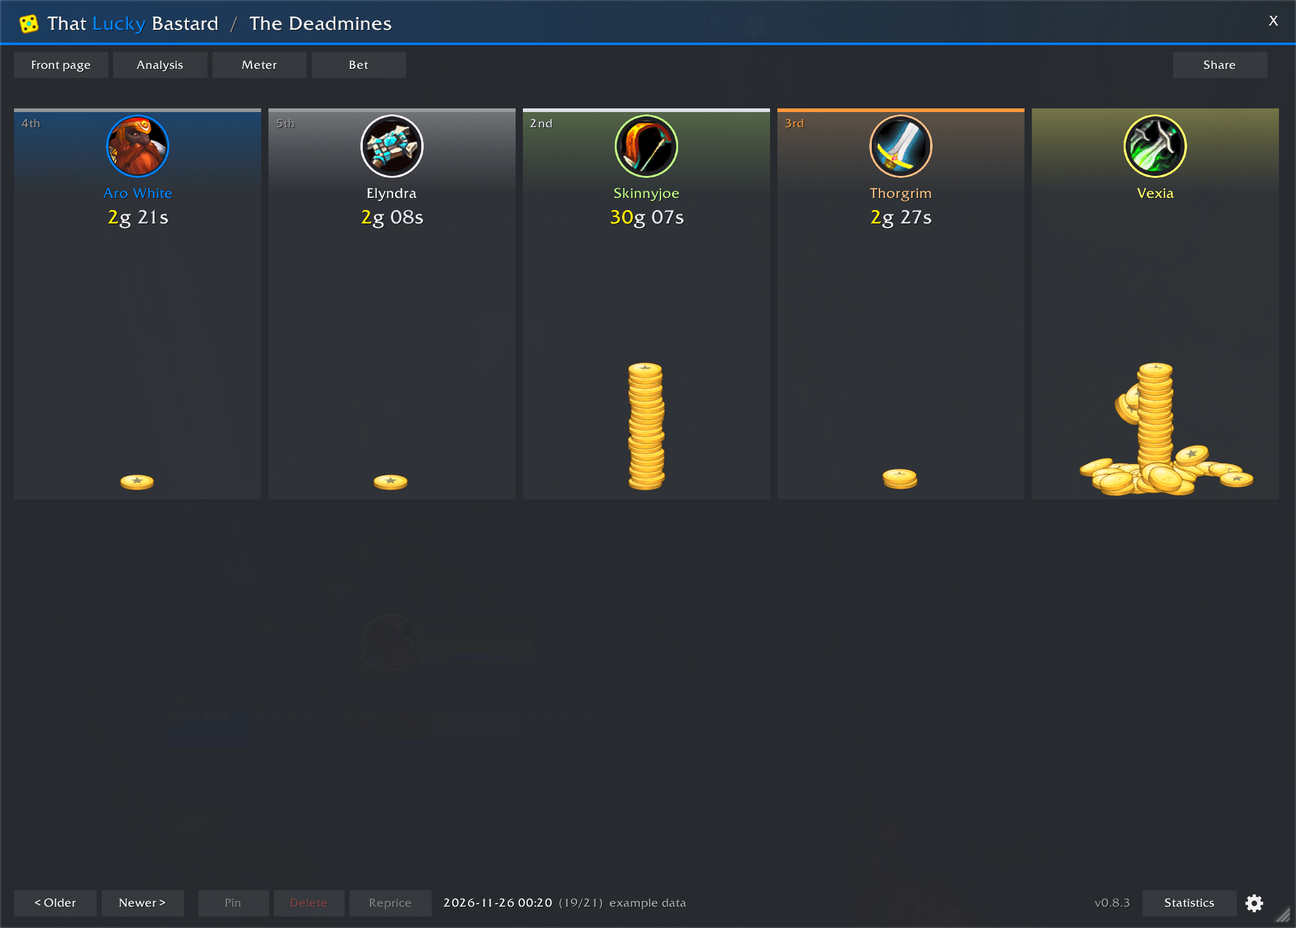 That Lucky Bastard / The Deadmines
X
Front page
Analysis
Meter
Bet
Share
4th
Aro White
2g 21s
5th
Elyndra
2g 08s
2nd
Skinnyjoe
30g 07s
3rd
Thorgrim
2g 27s
Vexia
< Older
Newer >
Pin
Delete
Reprice
2026-11-26 00:20 (19/21) example data
v0.8.3
Statistics